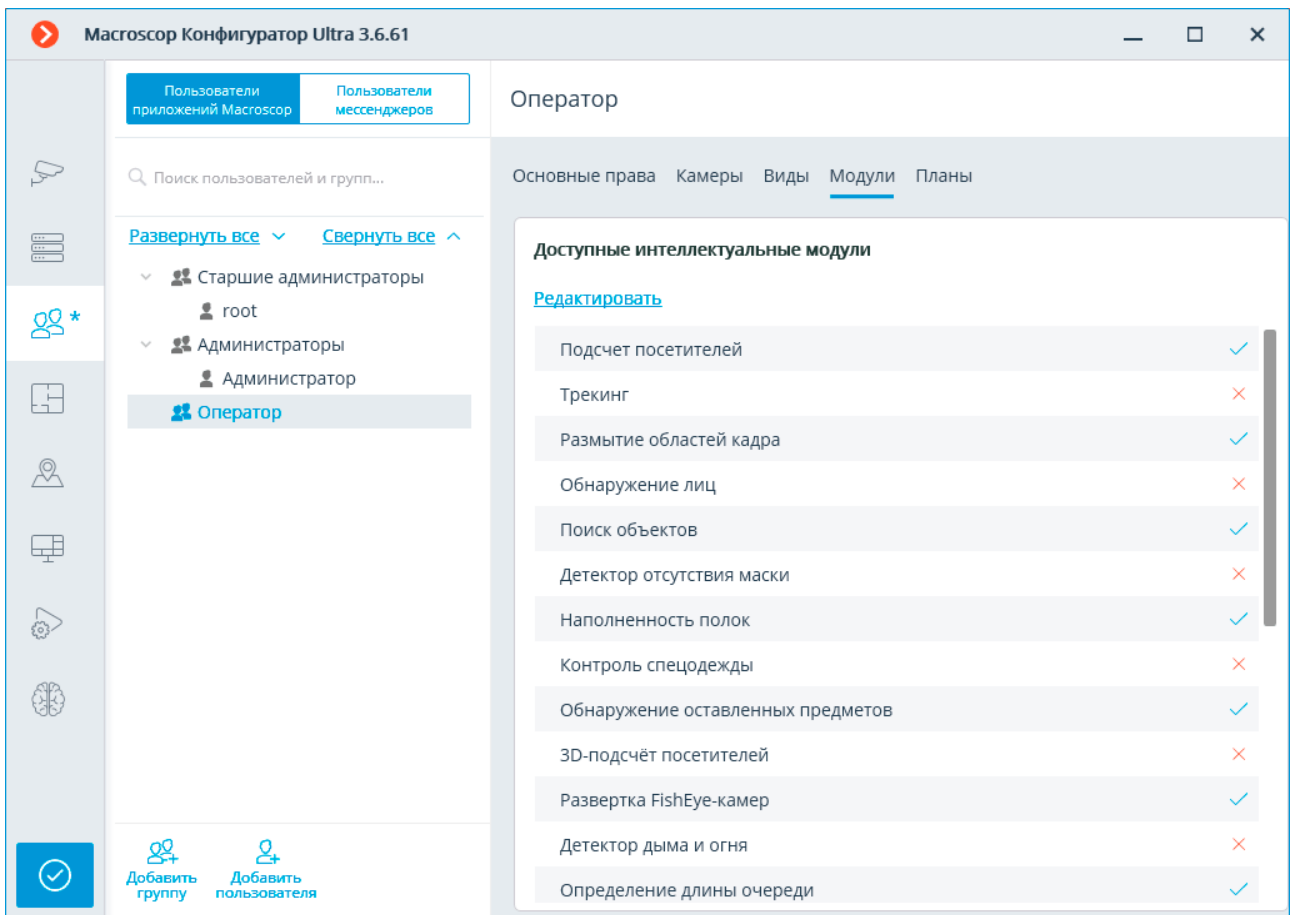 Macroscop Конфигуратор Ultra 3.6.61
Пользователи
приложений Macroscop
Пользователи
мессенджеров
Поиск пользователей и групп...
Развернуть все
Свернуть все
Старшие администраторы
root
Администраторы
Администратор
Оператор
Добавить
группу
Добавить
пользователя
Оператор
Основные права Камеры Виды Модули Планы
Доступные интеллектуальные модули
Редактировать
Подсчет посетителей
Трекинг
Размытие областей кадра
Обнаружение лиц
Поиск объектов
Детектор отсутствия маски
Наполненность полок
Контроль спецодежды
Обнаружение оставленных предметов
3D-подсчёт посетителей
Развертка FishEye-камер
Детектор дыма и огня
Определение длины очереди